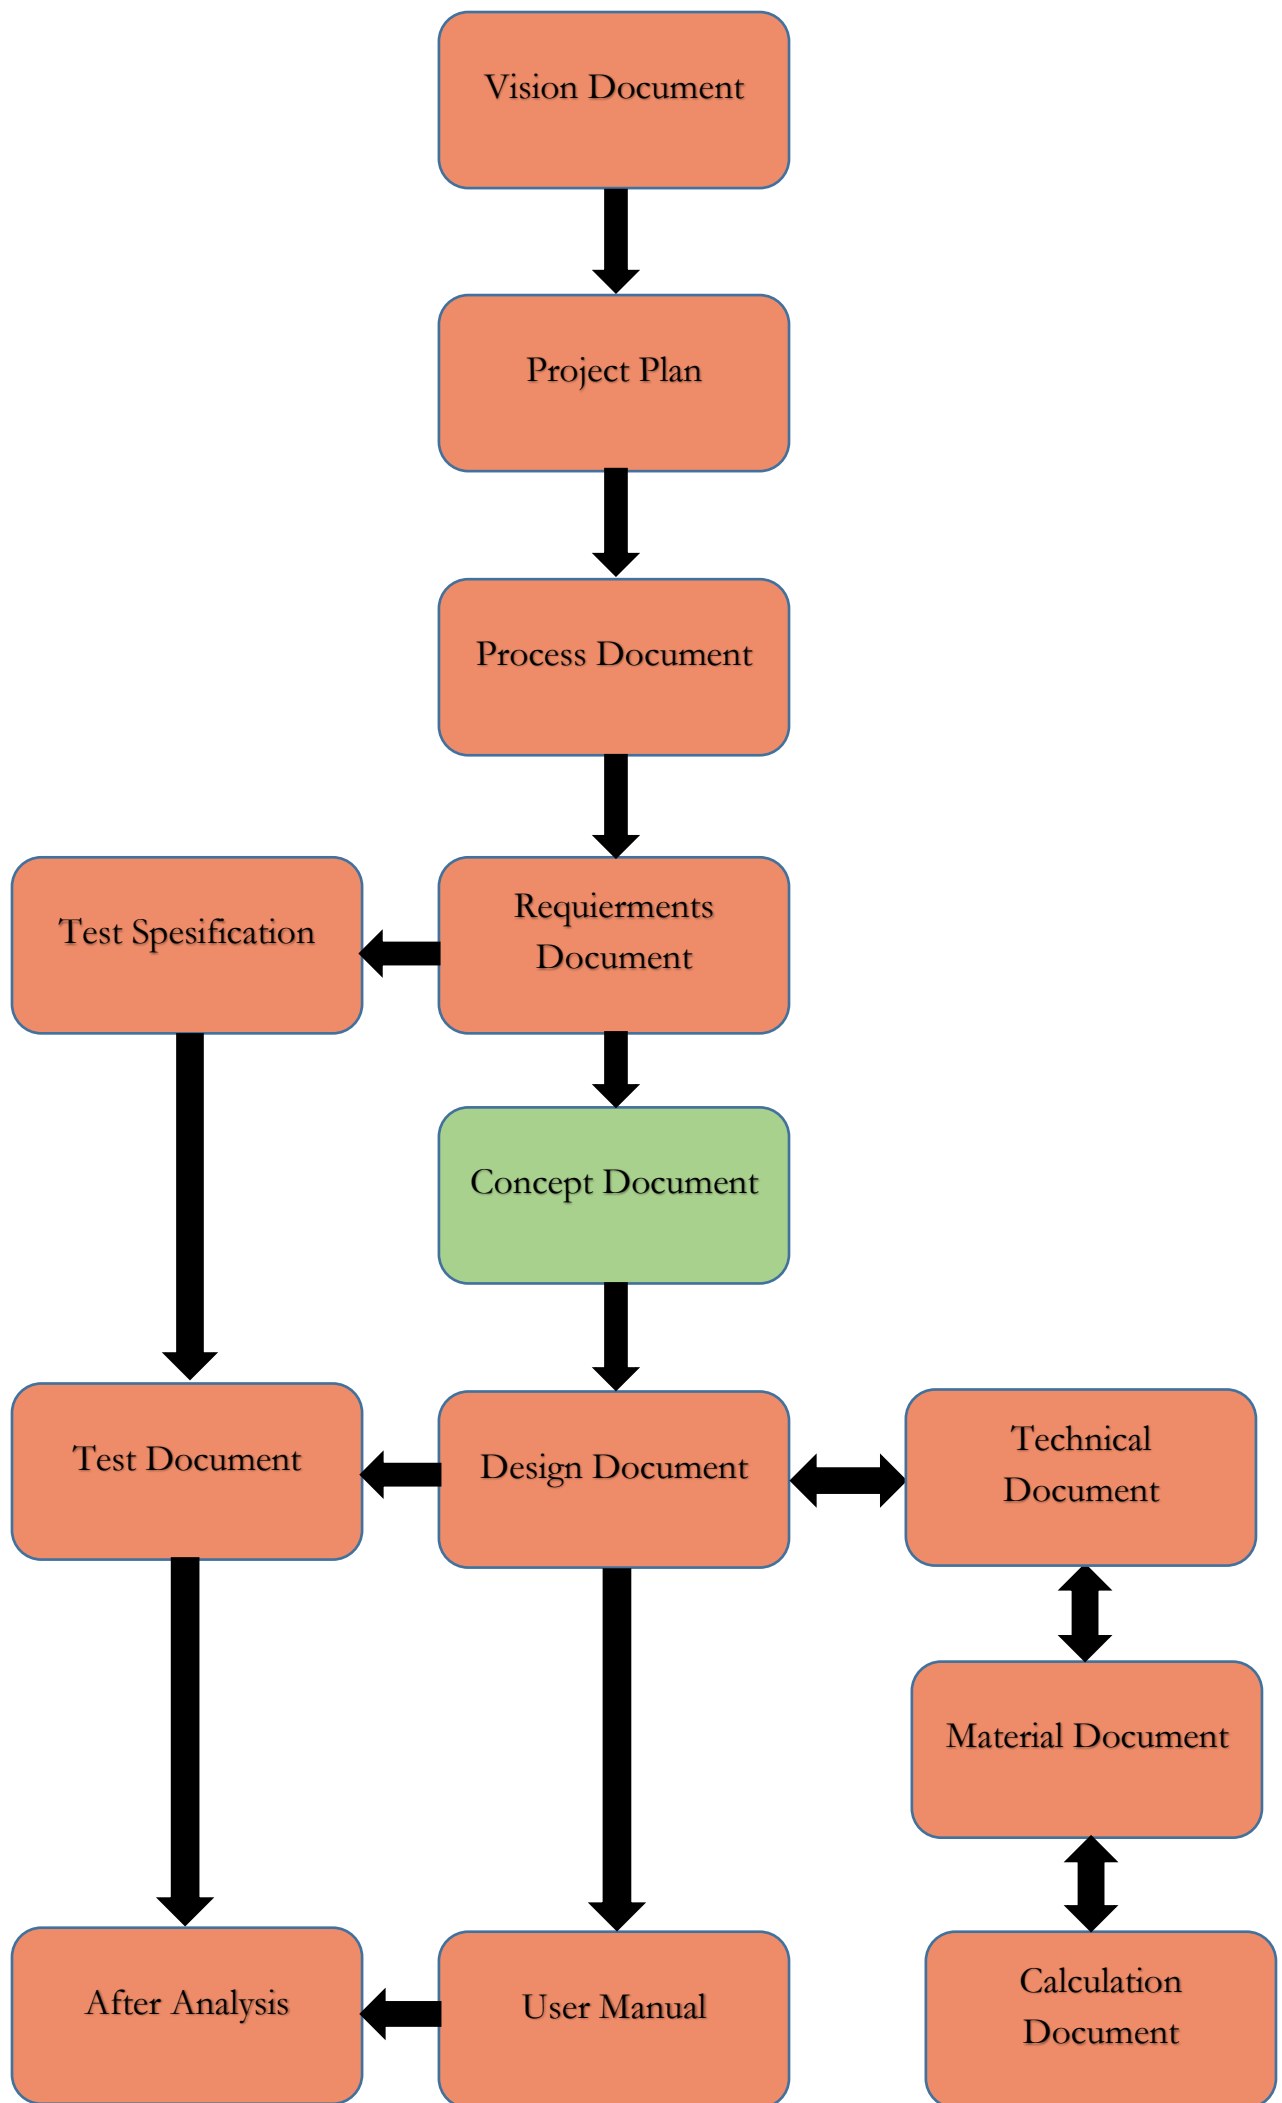 Vision Document
Project Plan
Process Document
Test Spesification
Requierments
Document
Concept Document
Test Document
Design Document
Technical
Document
Material Document
After Analysis
User Manual
Calculation
Document